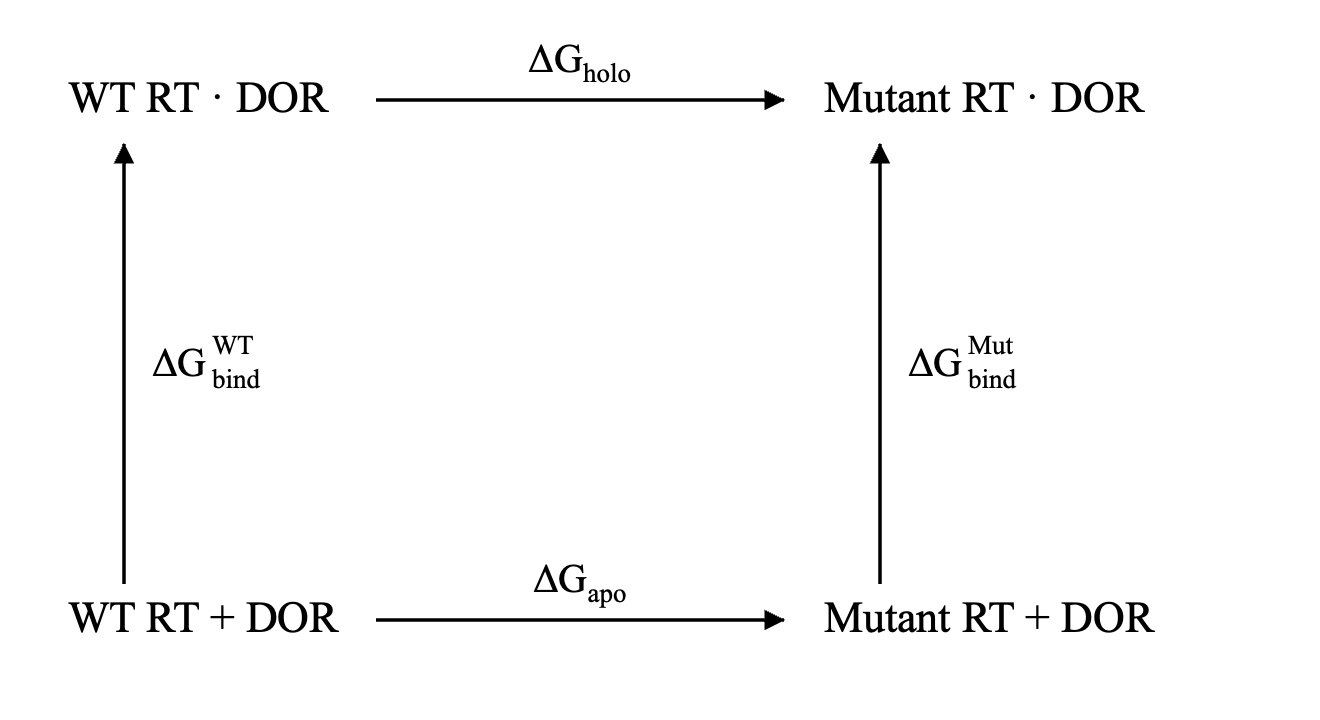 ΔG_holo
WT RT · DOR
Mutant RT · DOR
ΔG^WT_bind
ΔG^Mut_bind
ΔG_apo
WT RT + DOR
Mutant RT + DOR